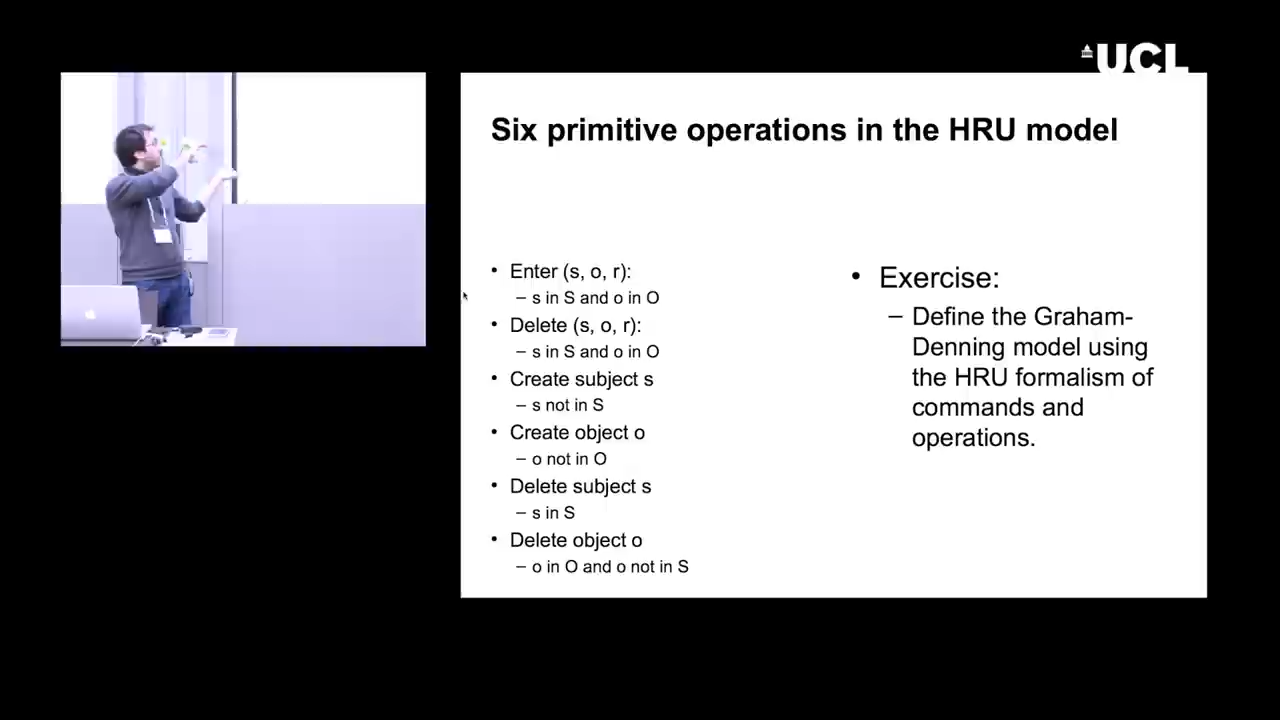 UCL
Six primitive operations in the HRU model
• Enter (s, o, r):
– s in S and o in O
• Delete (s, o, r):
– s in S and o in O
• Create subject s
– s not in S
• Create object o
– o not in O
• Delete subject s
– s in S
• Delete object o
– o in O and o not in S
• Exercise:
– Define the Graham-
Denning model using
the HRU formalism of
commands and
operations.